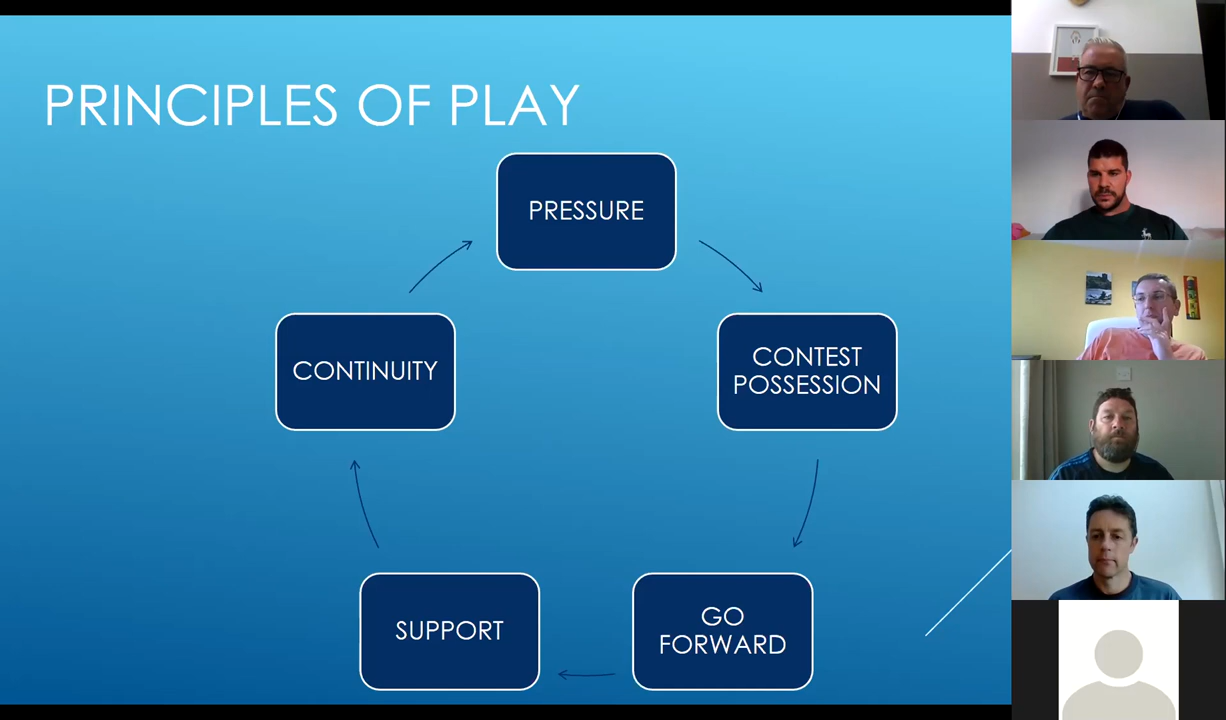 PRINCIPLES OF PLAY
PRESSURE
CONTEST
POSSESSION
GO
FORWARD
SUPPORT
CONTINUITY